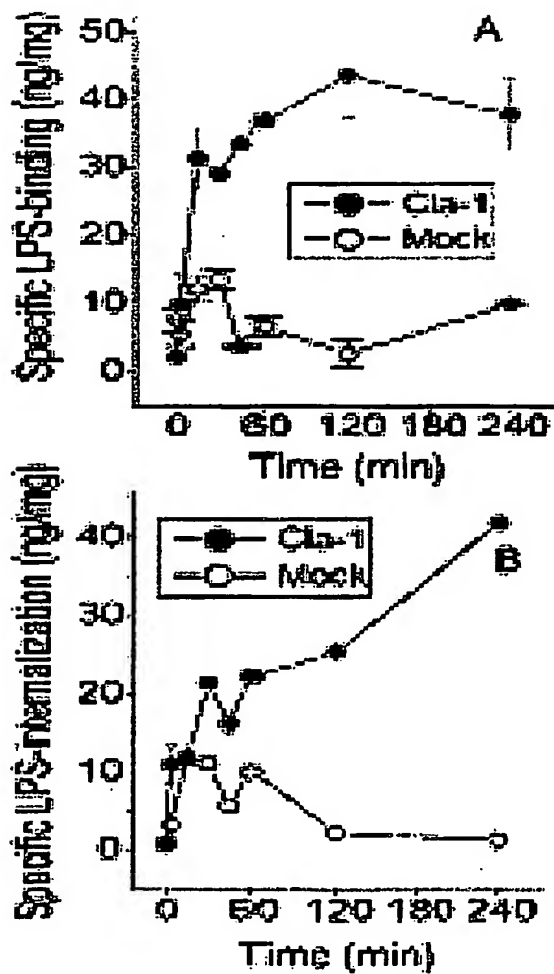 A
Specific LPS-binding (ng/mg)
50
40
30
20
10
0
Cla-1
Mock
0 60 120 180 240
Time (min)
B
Specific LPS-internalization (ng/mg)
40
30
20
10
0
Cla-1
Mock
0 60 120 180 240
Time (min)